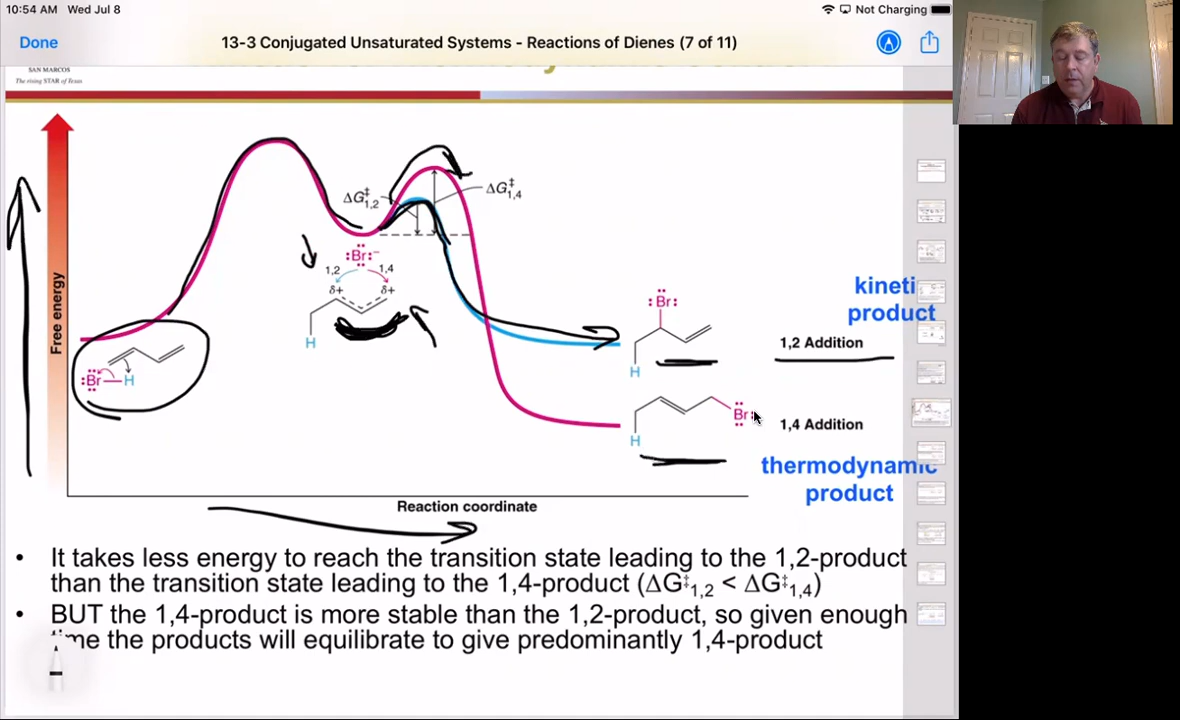 10:54 AM Wed Jul 8
Not Charging
Done
13-3 Conjugated Unsaturated Systems - Reactions of Dienes (7 of 11)
SAN MARCOS
The rising STAR of Texas
Free energy
ΔG‡1,2
ΔG‡1,4
:Br:⁻
1,2
1,4
δ+
δ+
H
:Br—H
:Br:
H
1,2 Addition
kineti
product
Br:
H
1,4 Addition
thermodynamic
product
Reaction coordinate
• It takes less energy to reach the transition state leading to the 1,2-product
than the transition state leading to the 1,4-product (ΔG‡1,2 < ΔG‡1,4)
• BUT the 1,4-product is more stable than the 1,2-product, so given enough
me the products will equilibrate to give predominantly 1,4-product